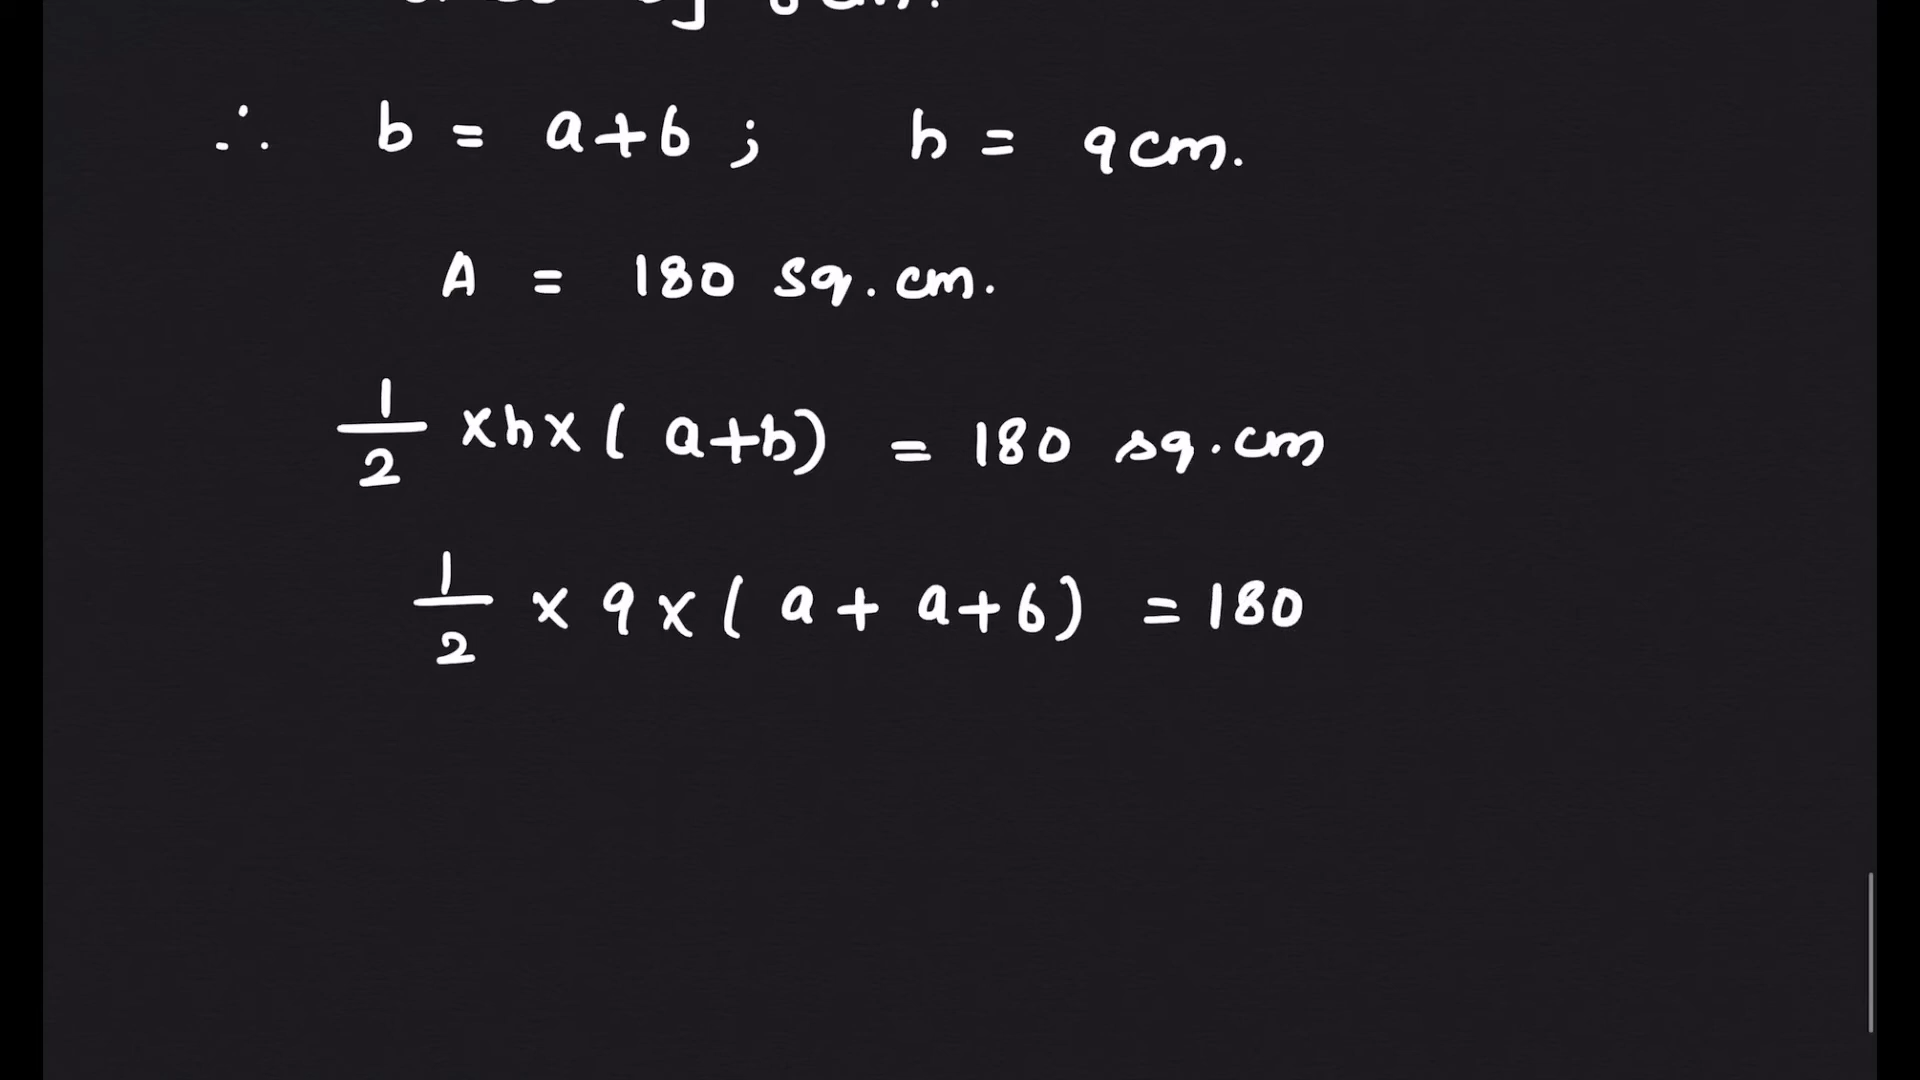 ∴ b = a+6 ; h = 9cm.
A = 180 sq.cm.
1/2 xhx( a+b) = 180 sq.cm
1/2 x 9 x ( a + a+6) = 180